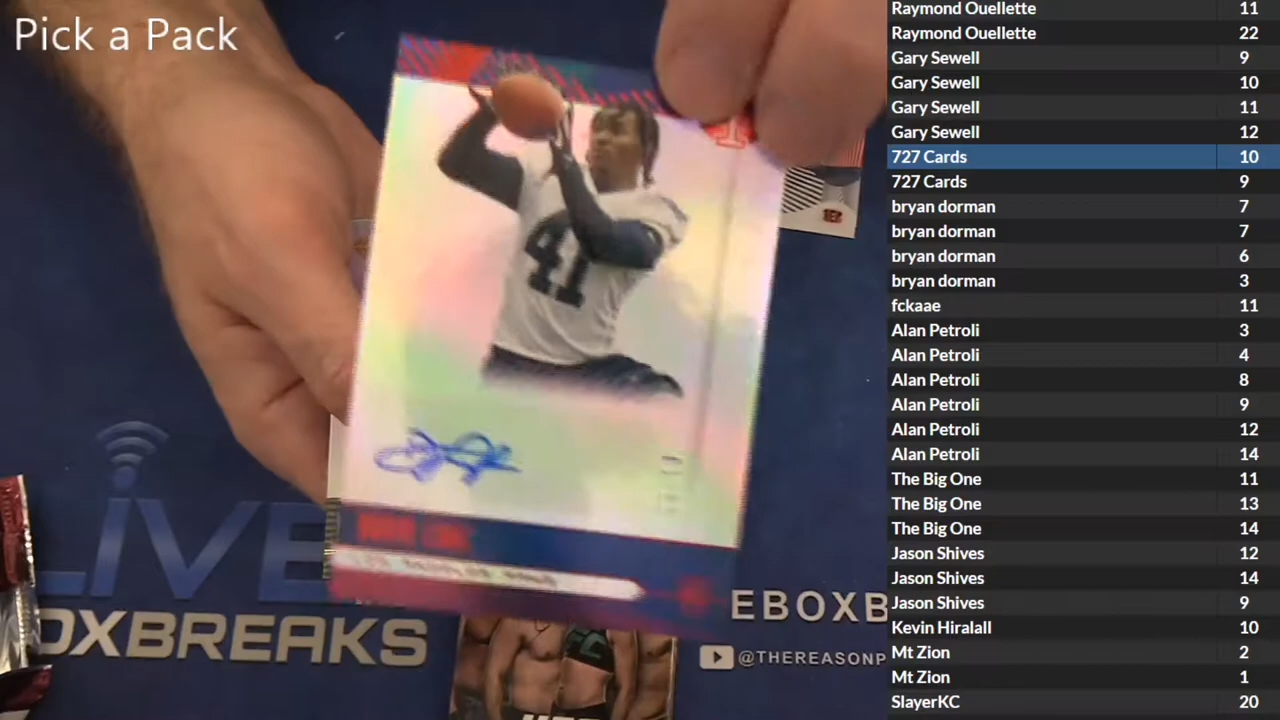 Pick a Pack
41
LIVE
OXBREAKS
EBOXB
@THEREASONP
Raymond Ouellette 11
Raymond Ouellette 22
Gary Sewell 9
Gary Sewell 10
Gary Sewell 11
Gary Sewell 12
727 Cards 10
727 Cards 9
bryan dorman 7
bryan dorman 7
bryan dorman 6
bryan dorman 3
fckaae 11
Alan Petroli 3
Alan Petroli 4
Alan Petroli 8
Alan Petroli 9
Alan Petroli 12
Alan Petroli 14
The Big One 11
The Big One 13
The Big One 14
Jason Shives 12
Jason Shives 14
Jason Shives 9
Kevin Hiralall 10
Mt Zion 2
Mt Zion 1
SlayerKC 20